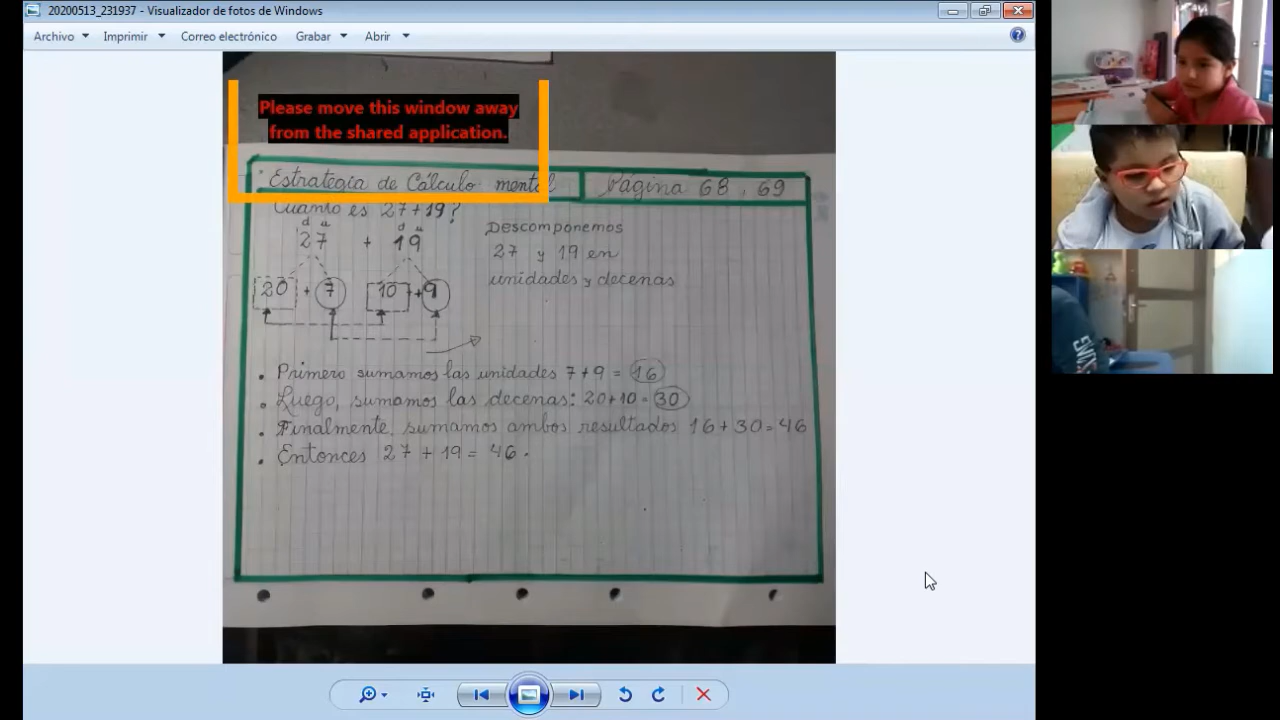 20200513_231937 - Visualizador de fotos de Windows
Archivo Imprimir Correo electrónico Grabar Abrir
Please move this window away
from the shared application.
Estrategia de Cálculo mental Página 68, 69
Cuánto es 27+19?
d u d u
27 + 19
20 + 7 10 + 9
Descomponemos
27 y 19 en
unidades y decenas
. Primero sumamos las unidades 7+9 = 16
. Luego, sumamos las decenas: 20+10=30
. Finalmente, sumamos ambos resultados 16+30=46
. Entonces 27 + 19 = 46.